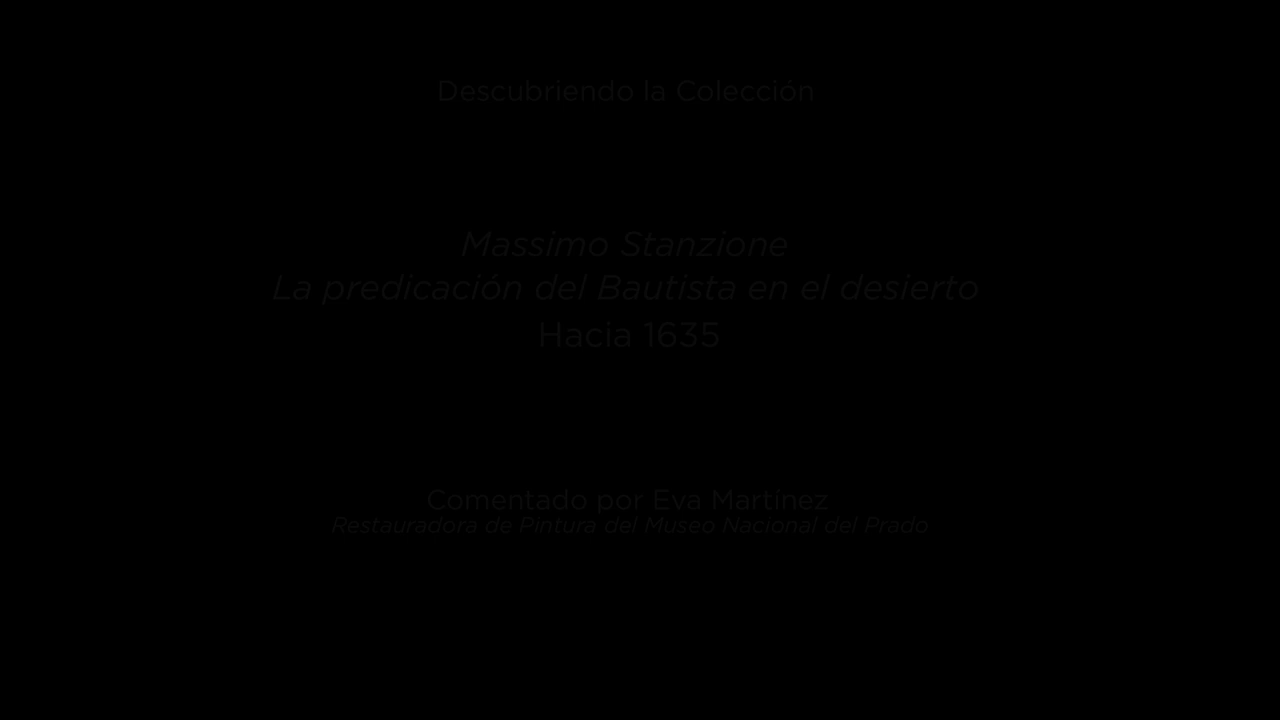 Descubriendo la Colección
Massimo Stanzione
La predicación del Bautista en el desierto
Hacia 1635
Comentado por Eva Martínez
Restauradora de Pintura del Museo Nacional del Prado